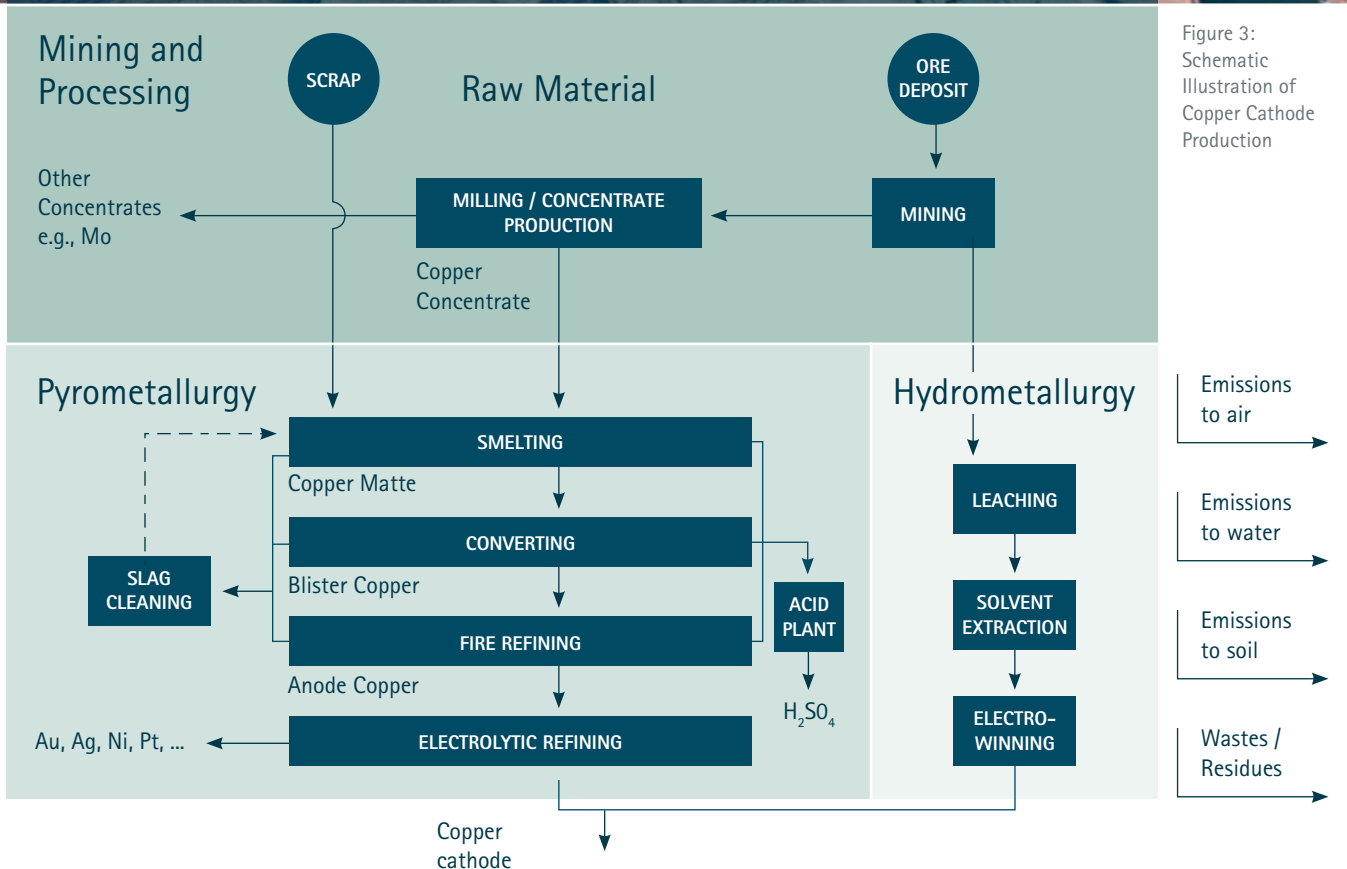 Mining and
Processing
SCRAP
Raw Material
ORE
DEPOSIT
Figure 3:
Schematic
Illustration of
Copper Cathode
Production
Other
Concentrates
e.g., Mo
MILLING / CONCENTRATE
PRODUCTION
MINING
Copper
Concentrate
Pyrometallurgy
Hydrometallurgy
SMELTING
Copper Matte
CONVERTING
Blister Copper
SLAG
CLEANING
FIRE REFINING
Anode Copper
ACID
PLANT
H₂SO₄
ELECTROLYTIC REFINING
Au, Ag, Ni, Pt, ...
LEACHING
SOLVENT
EXTRACTION
ELECTRO-
WINNING
Emissions
to air
Emissions
to water
Emissions
to soil
Wastes /
Residues
Copper
cathode